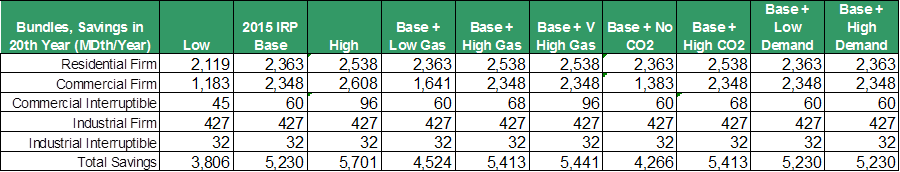 Bundles, Savings in 20th Year (MDth/Year) Low 2015 IRP Base High Base + Low Gas Base + High Gas Base + V High Gas Base + No CO2 Base + High CO2 Base + Low Demand Base + High Demand
Residential Firm 2,119 2,363 2,538 2,363 2,538 2,538 2,363 2,538 2,363 2,363
Commercial Firm 1,183 2,348 2,608 1,641 2,348 2,348 1,383 2,348 2,348 2,348
Commercial Interruptible 45 60 96 60 68 96 60 68 60 60
Industrial Firm 427 427 427 427 427 427 427 427 427 427
Industrial Interruptible 32 32 32 32 32 32 32 32 32 32
Total Savings 3,806 5,230 5,701 4,524 5,413 5,441 4,266 5,413 5,230 5,230